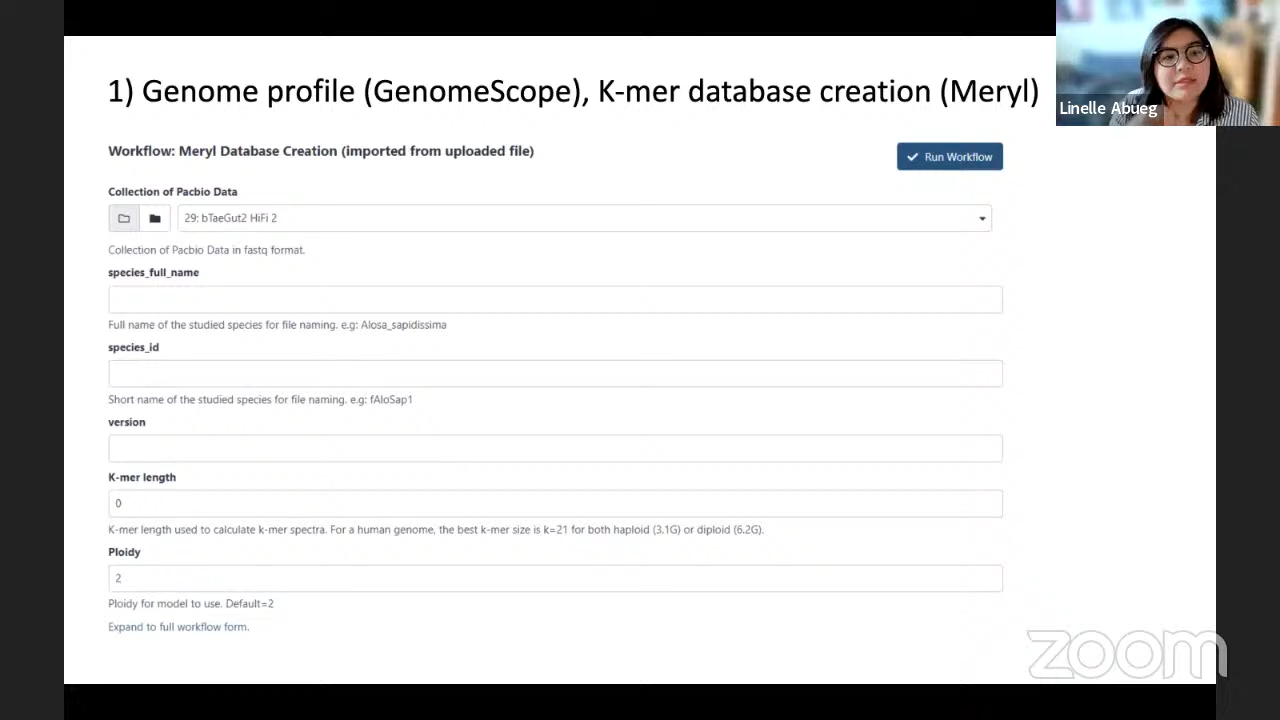 1) Genome profile (GenomeScope), K-mer database creation (Meryl)
Linelle Abueg
Workflow: Meryl Database Creation (imported from uploaded file)
Run Workflow
Collection of Pacbio Data
29: bTaeGut2 HiFi 2
Collection of Pacbio Data in fastq format.
species_full_name
Full name of the studied species for file naming. e.g: Alosa_sapidissima
species_id
Short name of the studied species for file naming. e.g: fAloSap1
version
K-mer length
0
K-mer length used to calculate k-mer spectra. For a human genome, the best k-mer size is k=21 for both haploid (3.1G) or diploid (6.2G).
Ploidy
2
Ploidy for model to use. Default=2
Expand to full workflow form.
zoom